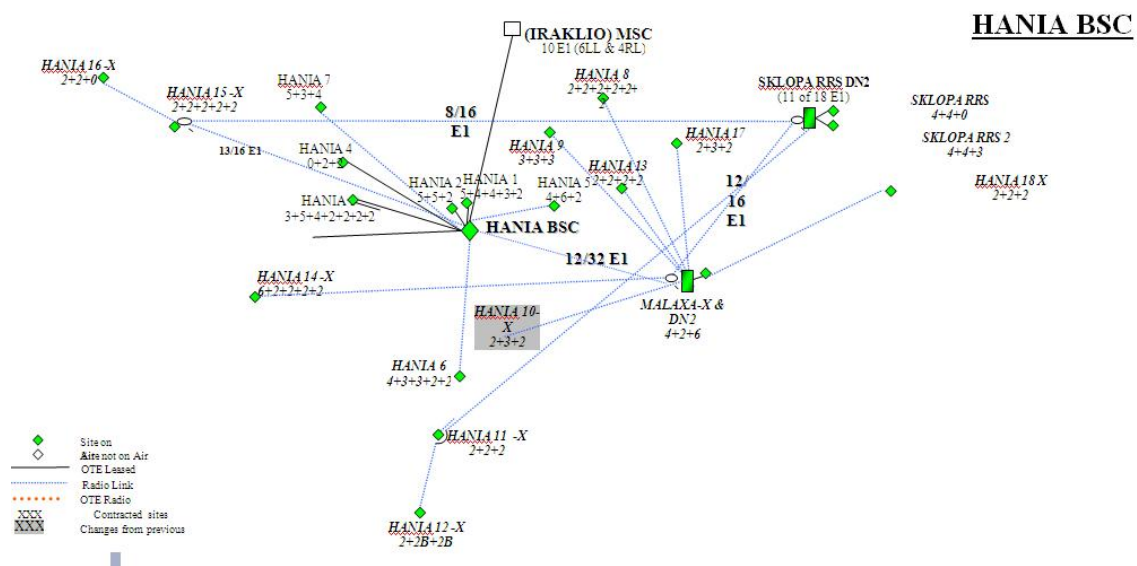 HANIA BSC
(IRAKLIO) MSC
10 E1 (6LL & 4RL)
HANIA 16 -X
2+2+0
HANIA 15 -X
2+2+2+2+2
HANIA 7
5+3+4
HANIA 8
2+2+2+2+2+
2
SKLOPA RRS DN2
(11 of 18 E1)
SKLOPA RRS
4+4+0
SKLOPA RRS 2
4+4+3
8/16
E1
13/16 E1
HANIA 4
0+2+2
HANIA 9
3+3+3
HANIA 17
2+3+2
HANIA 13
2+2+2+2
HANIA 18X
2+2+2
HANIA 2
5+5+2
HANIA 1
5+4+4+3+2
HANIA 5
4+6+2
HANIA
3+5+4+2+2+2+2
12/
16
E1
HANIA BSC
12/32 E1
HANIA 14 -X
6+2+2+2+2
HANIA 10-
X
2+3+2
MALAXA-X &
DN2
4+2+6
HANIA 6
4+3+3+2+2
HANIA 11 -X
2+2+2
HANIA 12 -X
2+2B+2B
Site on
not on Air
OTE Leased
Radio Link
OTE Radio
XXX Contracted sites
XXX Changes from previous